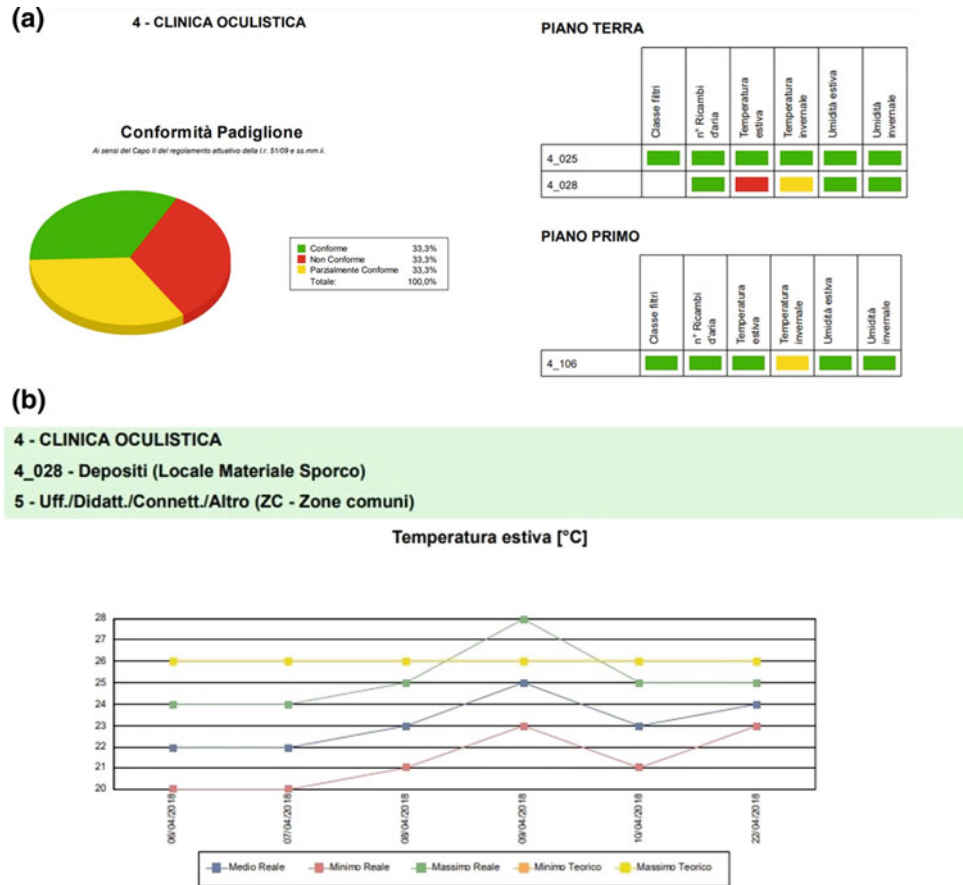 (a)
4 - CLINICA OCULISTICA
Conformità Padiglione
Ai sensi del Capo II del regolamento attuativo della l.r. 51/09 e ss.mm.ii.
Conforme 33,3%
Non Conforme 33,3%
Parzialmente Conforme 33,3%
Totale: 100,0%
PIANO TERRA
Classe filtri
n° Ricambi d'aria
Temperatura estiva
Temperatura invernale
Umidità estiva
Umidità invernale
4_025
4_028
PIANO PRIMO
Classe filtri
n° Ricambi d'aria
Temperatura estiva
Temperatura invernale
Umidità estiva
Umidità invernale
4_106
(b)
4 - CLINICA OCULISTICA
4_028 - Depositi (Locale Materiale Sporco)
5 - Uff./Didatt./Connett./Altro (ZC - Zone comuni)
Temperatura estiva [°C]
28
27
26
25
24
23
22
21
20
06/04/2018
07/04/2018
08/04/2018
09/04/2018
10/04/2018
22/04/2018
Medio Reale
Minimo Reale
Massimo Reale
Minimo Teorico
Massimo Teorico